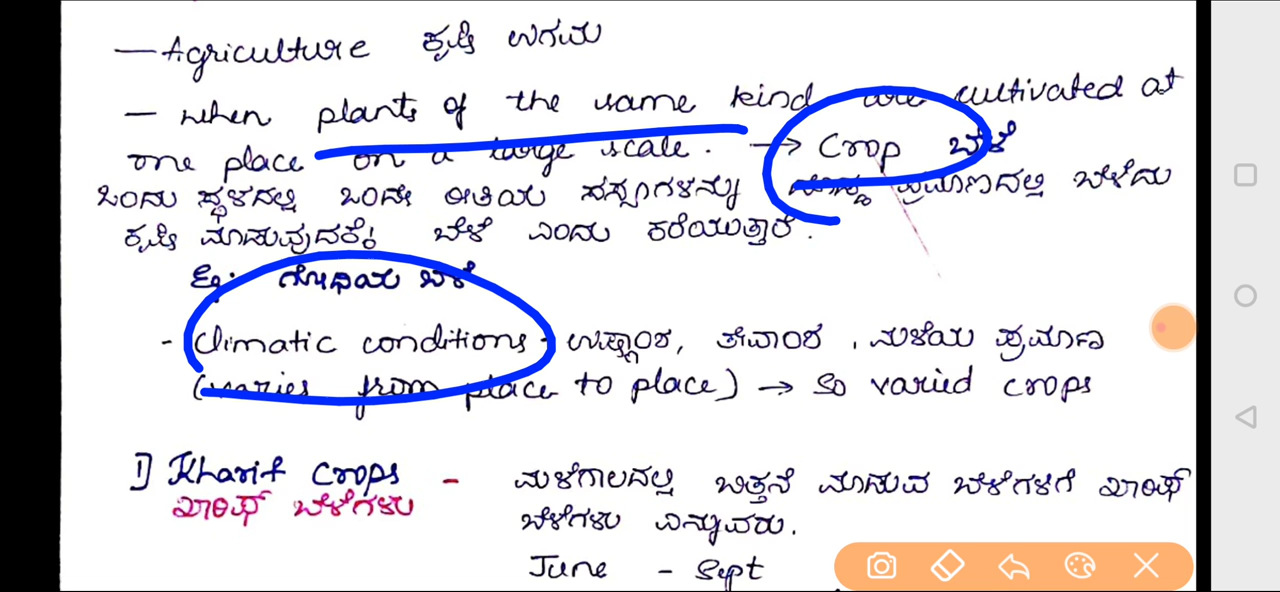 — Agriculture ಕೃಷಿ ಉಗಮ
— when plants of the same kind are cultivated at
one place on a large scale. → Crop ಬೆಳೆ
ಒಂದು ಸ್ಥಳದಲ್ಲಿ ಒಂದೇ ರೀತಿಯ ಸಸ್ಯಗಳನ್ನು ದೊಡ್ಡ ಪ್ರಮಾಣದಲ್ಲಿ ಬೆಳೆದು
ಕೃಷಿ ಮಾಡುವುದಕ್ಕೆ ಬೆಳೆ ಎಂದು ಕರೆಯುತ್ತಾರೆ.
ಗೋಧಿಯ ಬೆಳೆ
- Climatic conditions - ಉಷ್ಣಾಂಶ, ತೇವಾಂಶ, ಮಳೆಯ ಪ್ರಮಾಣ
(varies from place to place) → So varied crops
1) Kharif Crops - ಮಳೆಗಾಲದಲ್ಲಿ ಬಿತ್ತನೆ ಮಾಡುವ ಬೆಳೆಗಳಿಗೆ ಖಾರಿಫ್
ಖಾರಿಫ್ ಬೆಳೆಗಳು ಬೆಳೆಗಳು ಎನ್ನುವರು.
June - Sept